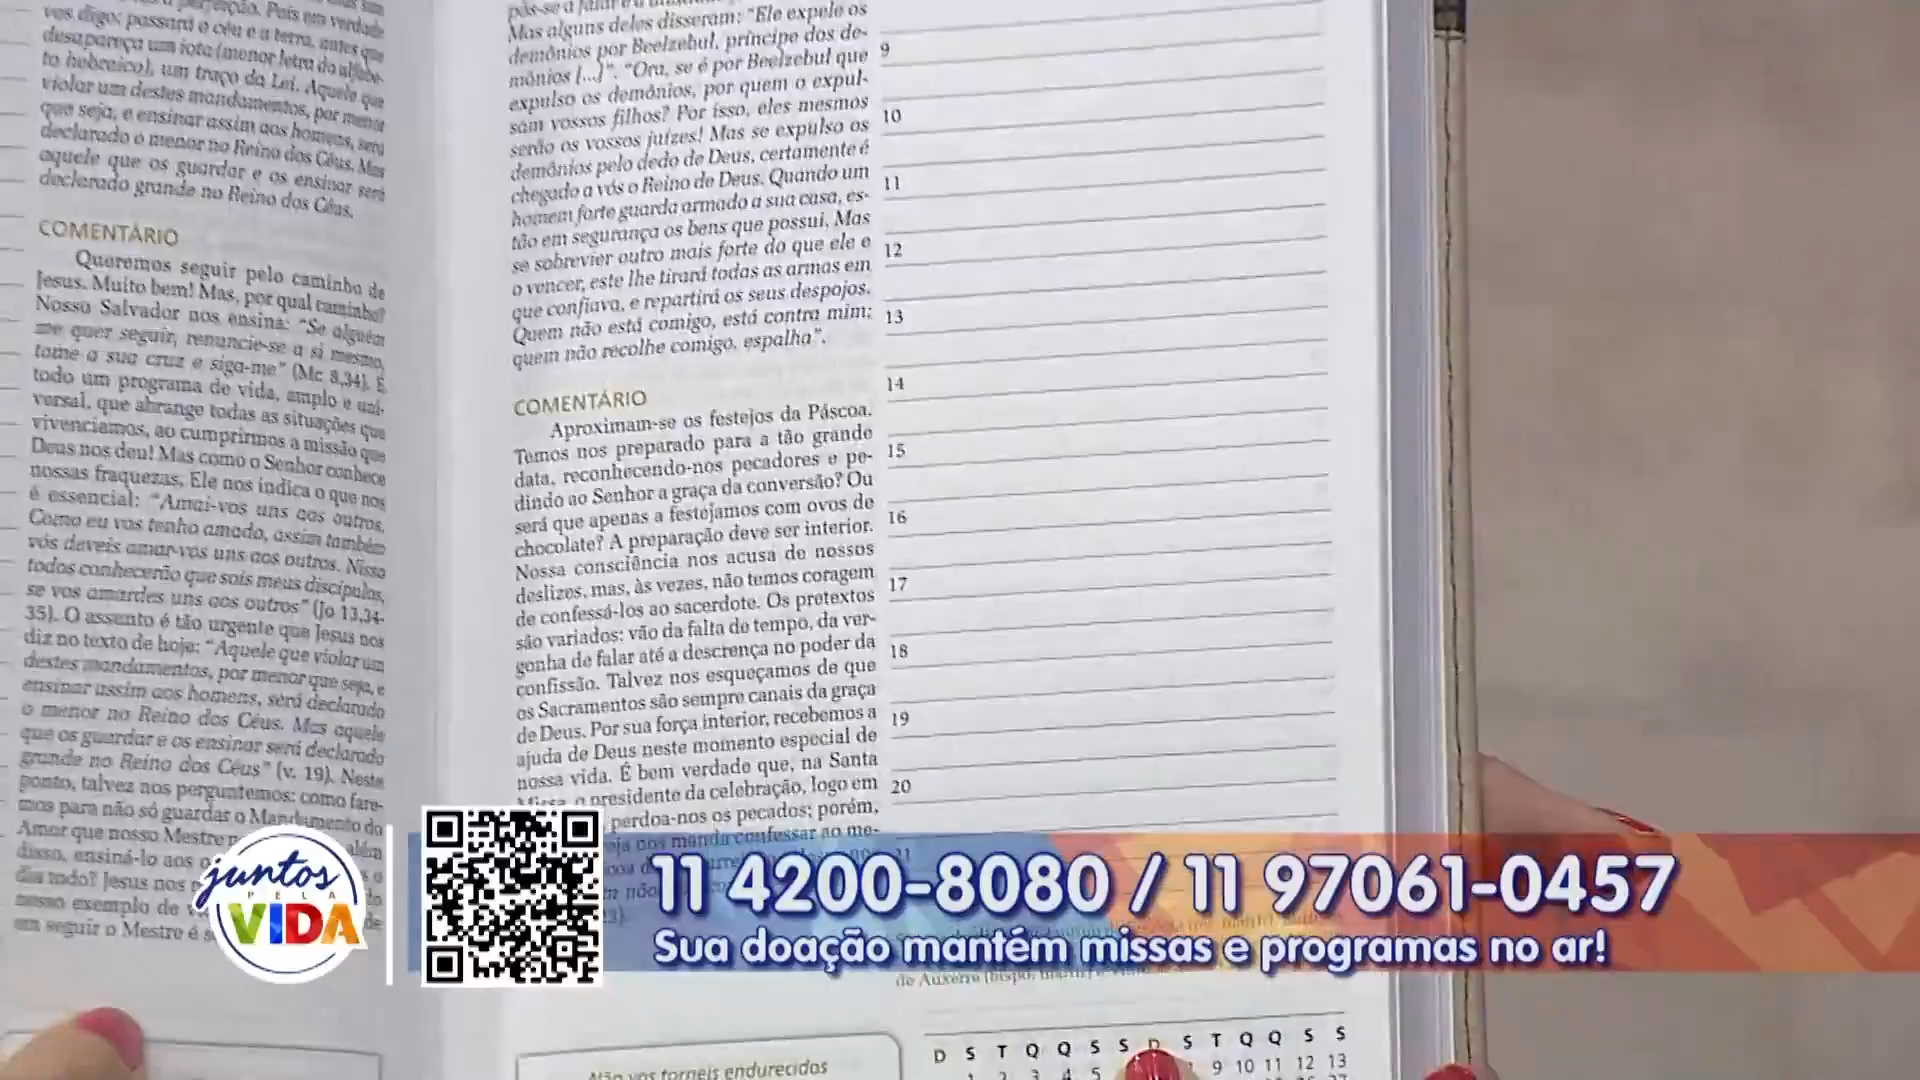 vos digo: passará o céu e a terra, antes que
desapareça um iota (menor letra do alfabe-
to hebraico), um traço da Lei. Aquele que
violar um destes mandamentos, por menor
que seja, e ensinar assim aos homens, será
declarado o menor no Reino dos Céus. Mas
aquele que os guardar e os ensinar será
declarado grande no Reino dos Céus.
COMENTÁRIO
Queremos seguir pelo caminho de
Jesus. Muito bem! Mas, por qual caminho?
Nosso Salvador nos ensina: “Se alguém
me quer seguir, renuncie-se a si mesmo,
tome a sua cruz e siga-me” (Mc 8,34). É
todo um programa de vida, amplo e uni-
versal, que abrange todas as situações que
vivenciamos, ao cumprirmos a missão que
Deus nos deu! Mas como o Senhor conhece
nossas fraquezas, Ele nos indica o que nos
é essencial: “Amai-vos uns aos outros.
Como eu vos tenho amado, assim também
vós deveis amar-vos uns aos outros. Nisso
todos conhecerão que sois meus discípulos,
se vos amardes uns aos outros” (Jo 13,34-
35). O assunto é tão urgente que Jesus nos
diz no texto de hoje: “Aquele que violar um
destes mandamentos, por menor que seja, e
ensinar assim aos homens, será declarado
o menor no Reino dos Céus. Mas aquele
que os guardar e os ensinar será declarado
grande no Reino dos Céus” (v. 19). Neste
ponto, talvez nos perguntemos: como fare-
mos para não só guardar o Mandamento do
Amor que nosso Mestre além
disso, ensiná-lo aos
dia todo? Jesus nos
nosso exemplo de de
em seguir o Mestre é
pôs-se a falar
Mas alguns deles disseram: “Ele expele os
demônios por Beelzebul, príncipe dos de-
mônios [...]”. “Ora, se é por Beelzebul que
expulso os demônios, por quem o expul-
sam vossos filhos? Por isso, eles mesmos
serão os vossos juízes! Mas se expulso os
demônios pelo dedo de Deus, certamente é
chegado a vós o Reino de Deus. Quando um
homem forte guarda armado a sua casa, es-
tão em segurança os bens que possui, Mas
se sobrevier outro mais forte do que ele e
o vencer, este lhe tirará todas as armas em
que confiava, e repartirá os seus despojos.
Quem não está comigo, está contra mim;
quem não recolhe comigo, espalha”.
COMENTÁRIO
Aproximam-se os festejos da Páscoa.
Temos nos preparado para a tão grande
data, reconhecendo-nos pecadores e pe-
dindo ao Senhor a graça da conversão? Ou
será que apenas a festejamos com ovos de
chocolate? A preparação deve ser interior.
Nossa consciência nos acusa de nossos
deslizes, mas, às vezes, não temos coragem
de confessá-los ao sacerdote. Os pretextos
são variados: vão da falta de tempo, da ver-
gonha de falar até a descrença no poder da
confissão. Talvez nos esqueçamos de que
os Sacramentos são sempre canais da graça
de Deus. Por sua força interior, recebemos a
ajuda de Deus neste momento especial de
nossa vida. É bem verdade que, na Santa
Missa, o presidente da celebração, logo em
perdoa-nos os pecados; porém,
nos manda confessar ao me-
9
10
11
12
13
14
15
16
17
18
19
20
21
juntos
PELA
VIDA
11 4200-8080 / 11 97061-0457
Sua doação mantém missas e programas no ar!
de Auxerre (bispo,
Não vos torneis endurecidos
D S T Q Q S S D S T Q Q S S
1 2 3 4 5 9 10 11 12 13